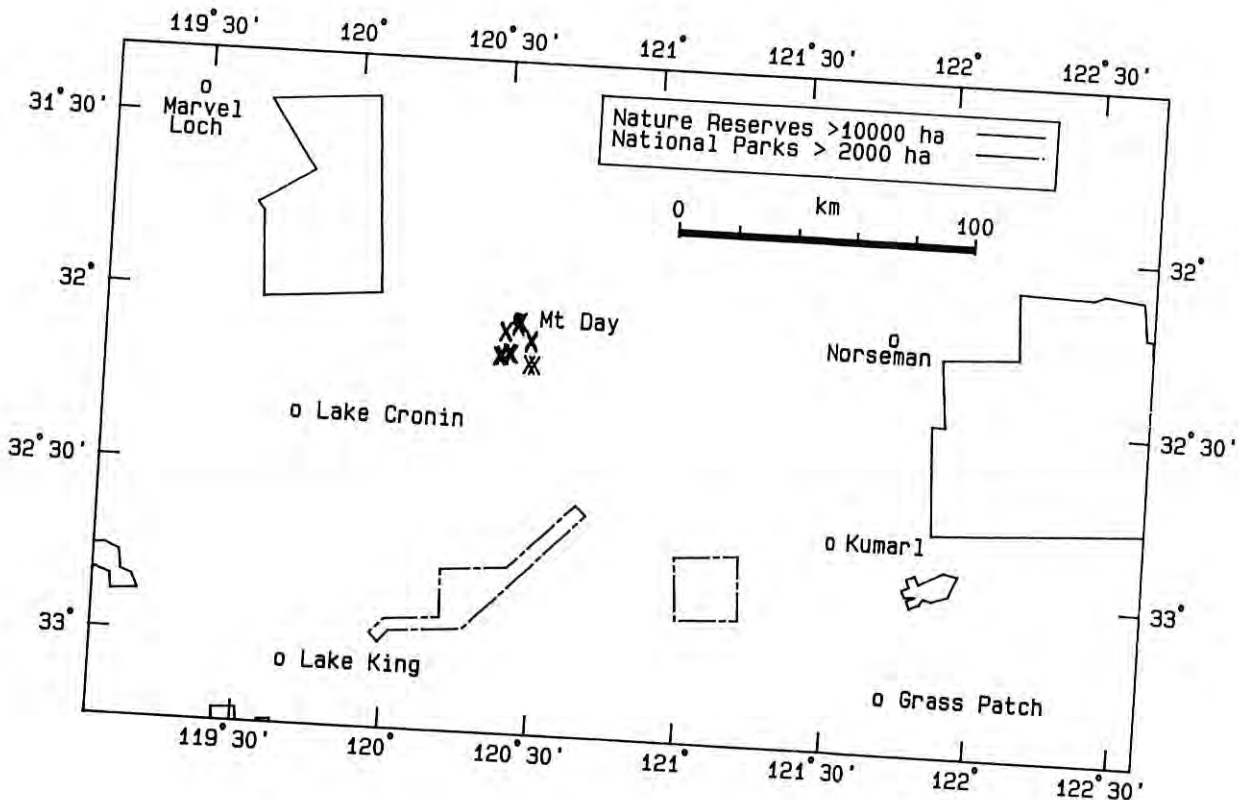 119° 30'
120°
120° 30'
121°
121° 30'
122°
122° 30'
31° 30'
Marvel
Loch
Nature Reserves >10000 ha
National Parks > 2000 ha
km
0
100
32°
32°
Mt Day
Norseman
Lake Cronin
32° 30'
32° 30'
Kumarl
33°
33°
Lake King
Grass Patch
119° 30'
120°
120° 30'
121°
121° 30'
122°
122° 30'